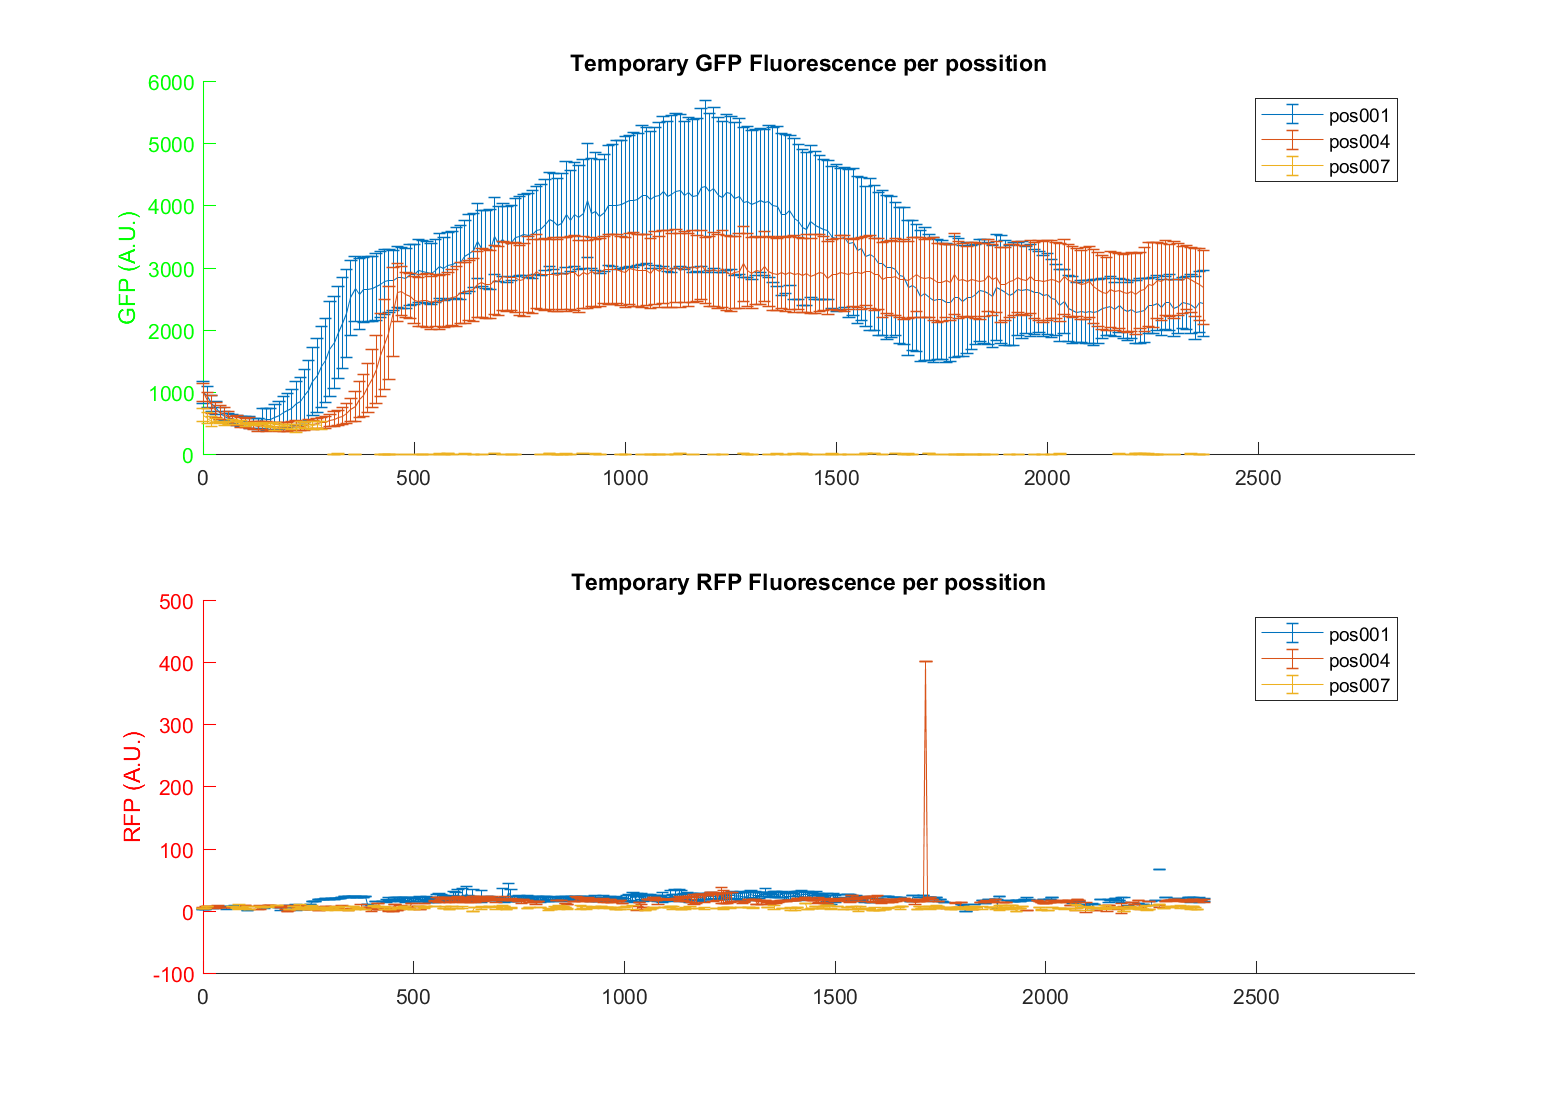 Temporary GFP Fluorescence per possition
6000
5000
4000
3000
2000
1000
0
GFP (A.U.)
0 500 1000 1500 2000 2500
pos001
pos004
pos007
Temporary RFP Fluorescence per possition
500
400
300
200
100
0
-100
RFP (A.U.)
0 500 1000 1500 2000 2500
pos001
pos004
pos007